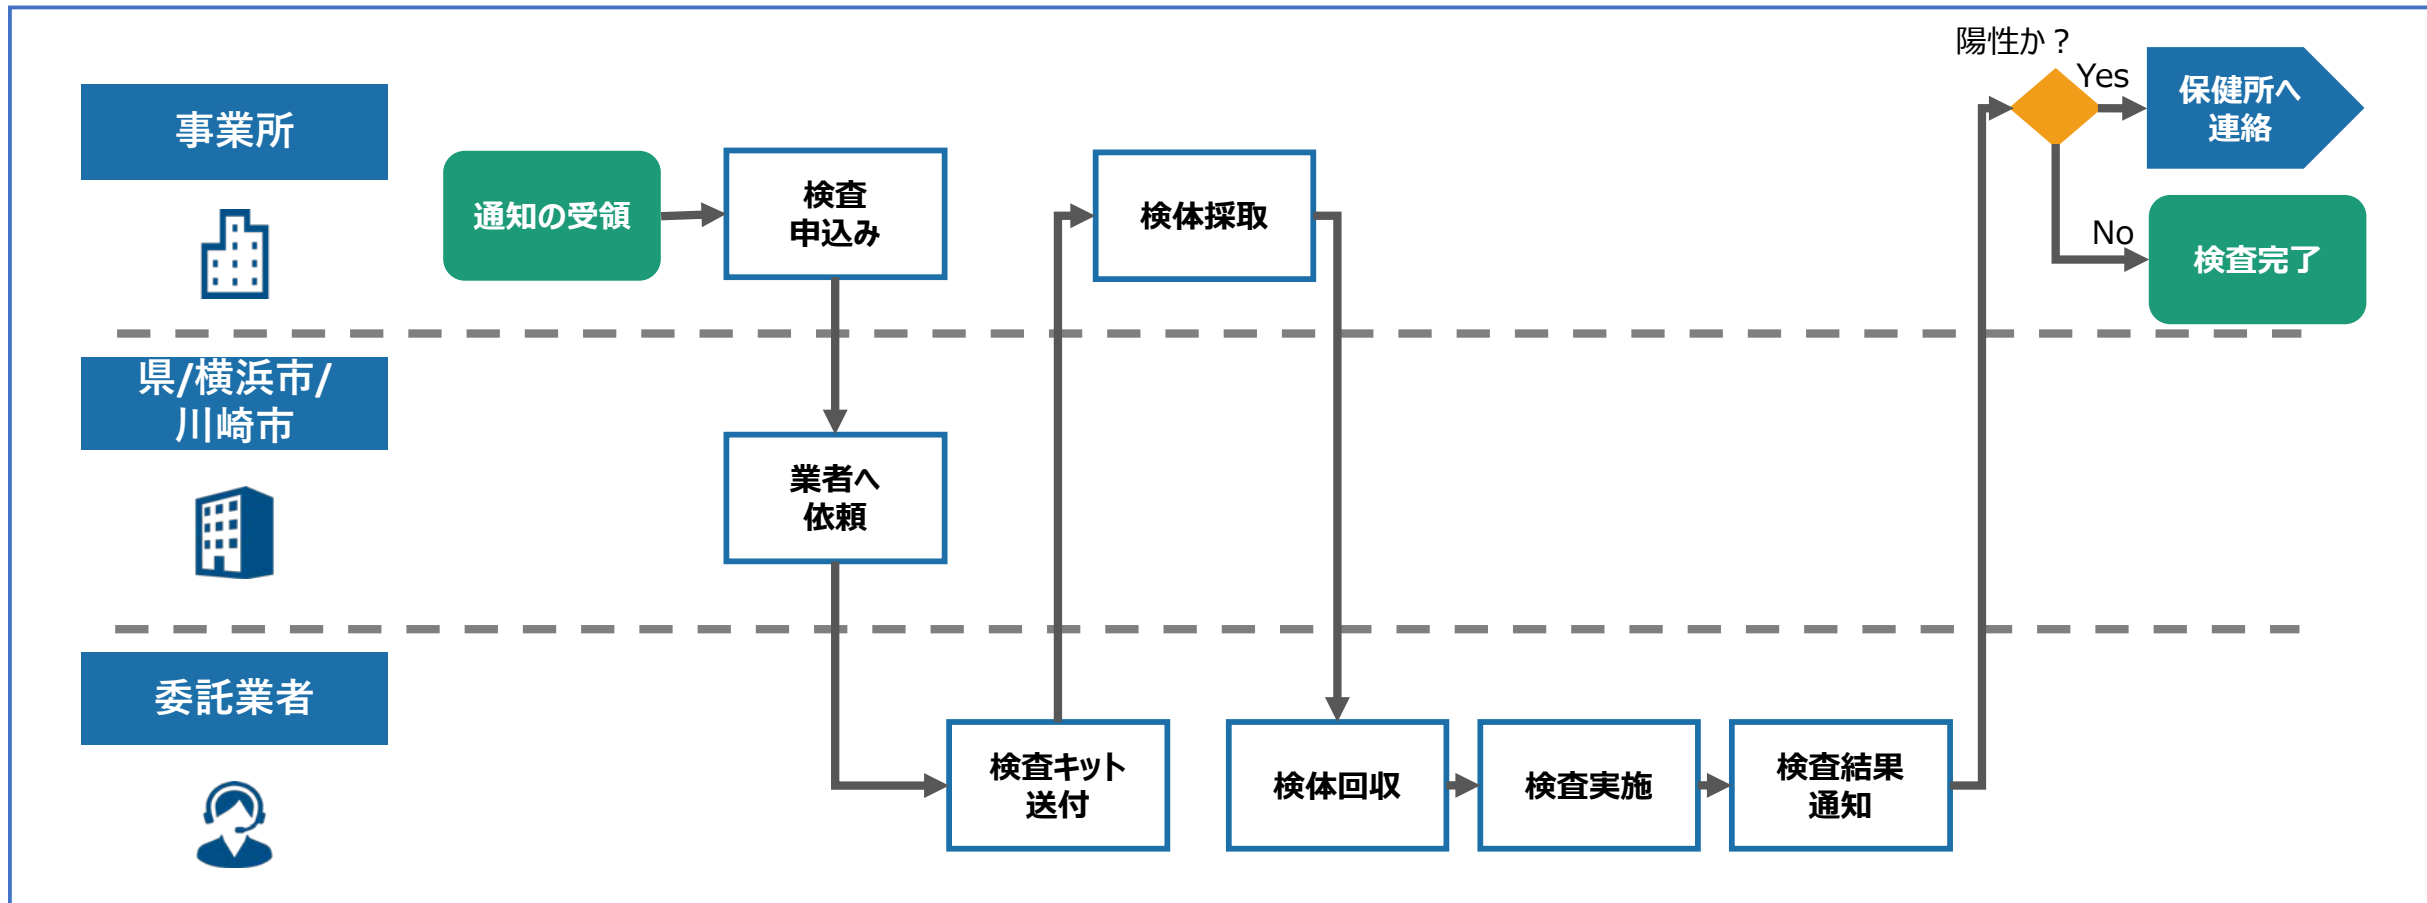 陽性か？
Yes
保健所へ
連絡
事業所
通知の受領
検査
申込み
検体採取
No
検査完了
県/横浜市/
川崎市
業者へ
依頼
委託業者
検査キット
送付
検体回収
検査実施
検査結果
通知